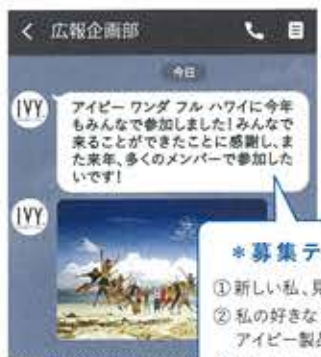 広報企画部
今日
IVY
アイビー ワンダ フル ハワイに今年
もみんなで参加しました!みんなで
来ることができたことに感謝し、ま
た来年、多くのメンバーで参加した
いです!
IVY
*募集テ
①新しい私、見
②私の好きな
アイビー製品